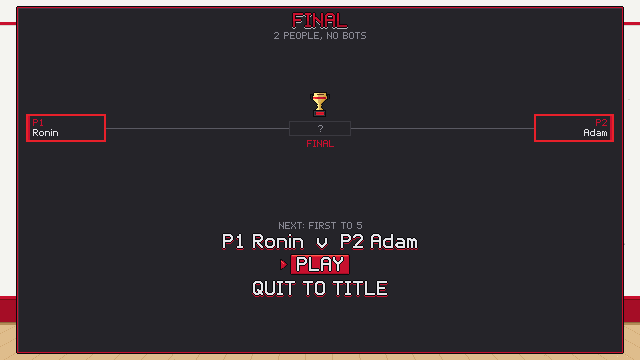 FINAL
2 PEOPLE, NO BOTS
P1
Ronin
?
FINAL
P2
Adam
NEXT: FIRST TO 5
P1 Ronin v P2 Adam
PLAY
QUIT TO TITLE